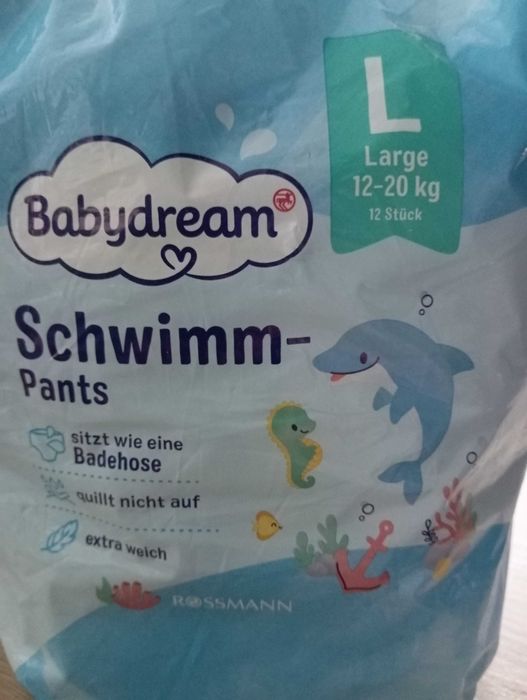 L
Large
12-20 kg
12 Stück
Babydream
Schwimm-
Pants
sitzt wie eine
Badehose
quillt nicht auf
extra weich
ROSSMANN